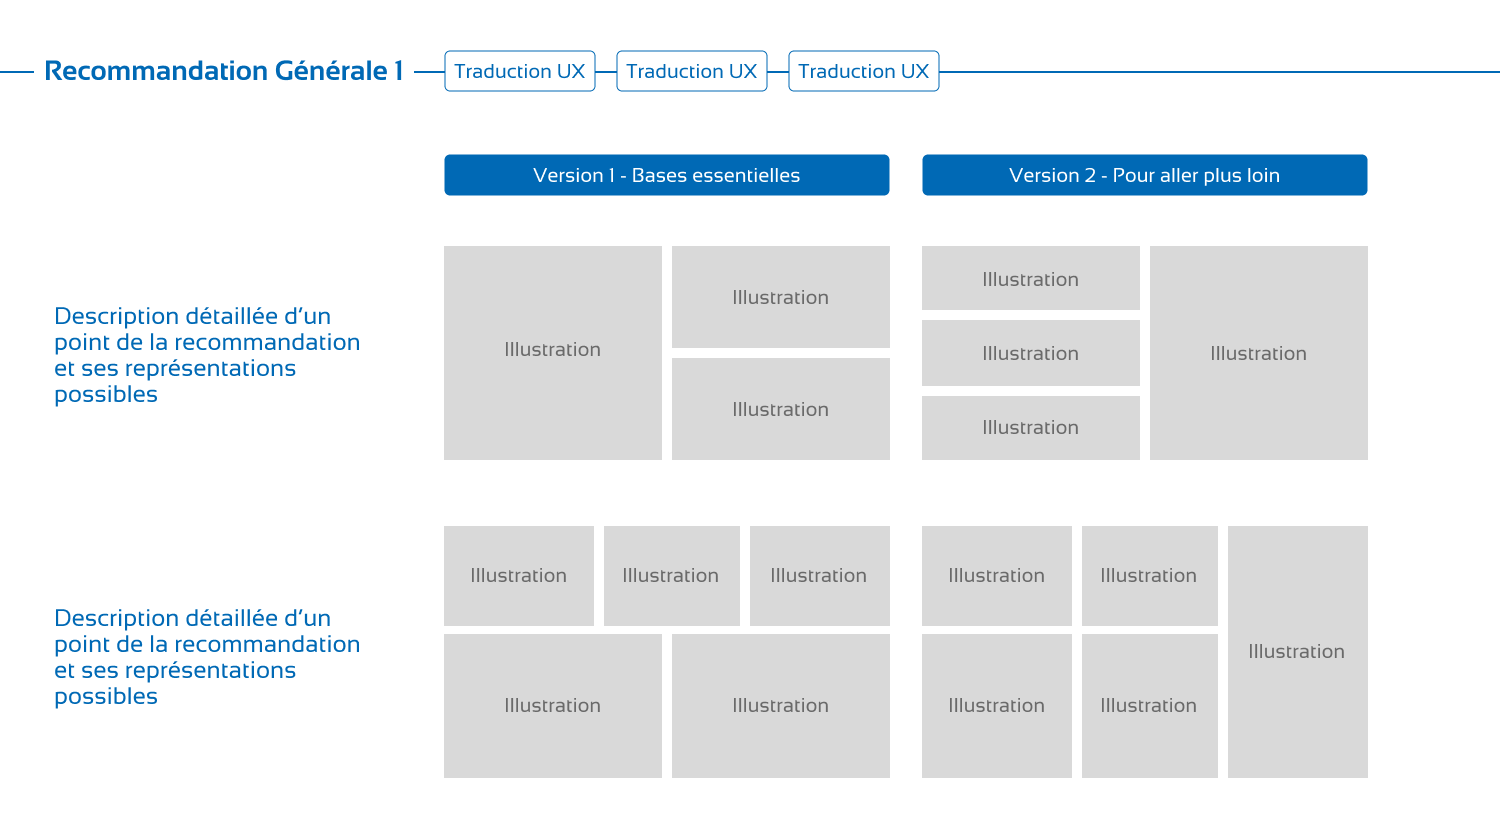 Recommandation Générale 1
Traduction UX
Traduction UX
Traduction UX
Version 1 - Bases essentielles
Version 2 - Pour aller plus loin
Description détaillée d’un
point de la recommandation
et ses représentations
possibles
Illustration
Illustration
Illustration
Illustration
Illustration
Illustration
Illustration
Description détaillée d’un
point de la recommandation
et ses représentations
possibles
Illustration
Illustration
Illustration
Illustration
Illustration
Illustration
Illustration
Illustration
Illustration
Illustration